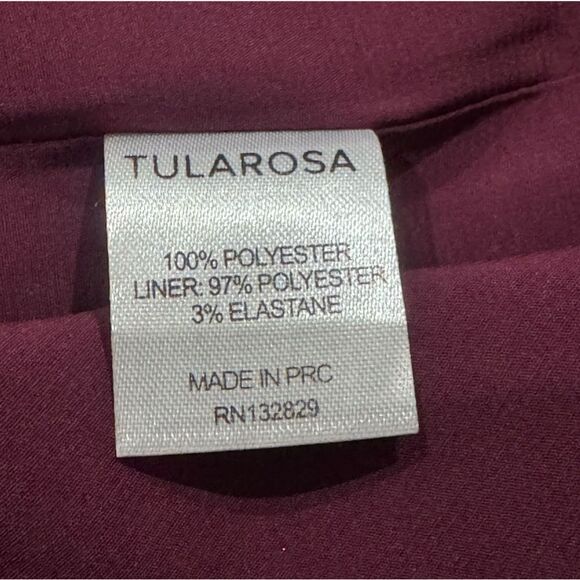 TULAROSA
100% POLYESTER
LINER: 97% POLYESTER
3% ELASTANE
MADE IN PRC
RN132829